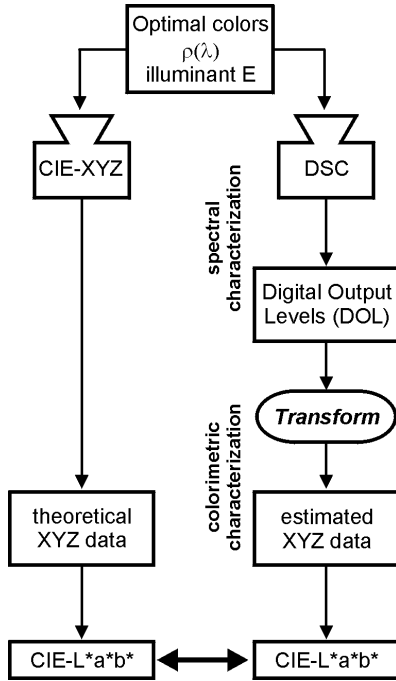 Optimal colors
ρ(λ)
illuminant E
CIE-XYZ
DSC
spectral
characterization
Digital Output
Levels (DOL)
Transform
colorimetric
characterization
theoretical
XYZ data
estimated
XYZ data
CIE-L*a*b*
CIE-L*a*b*